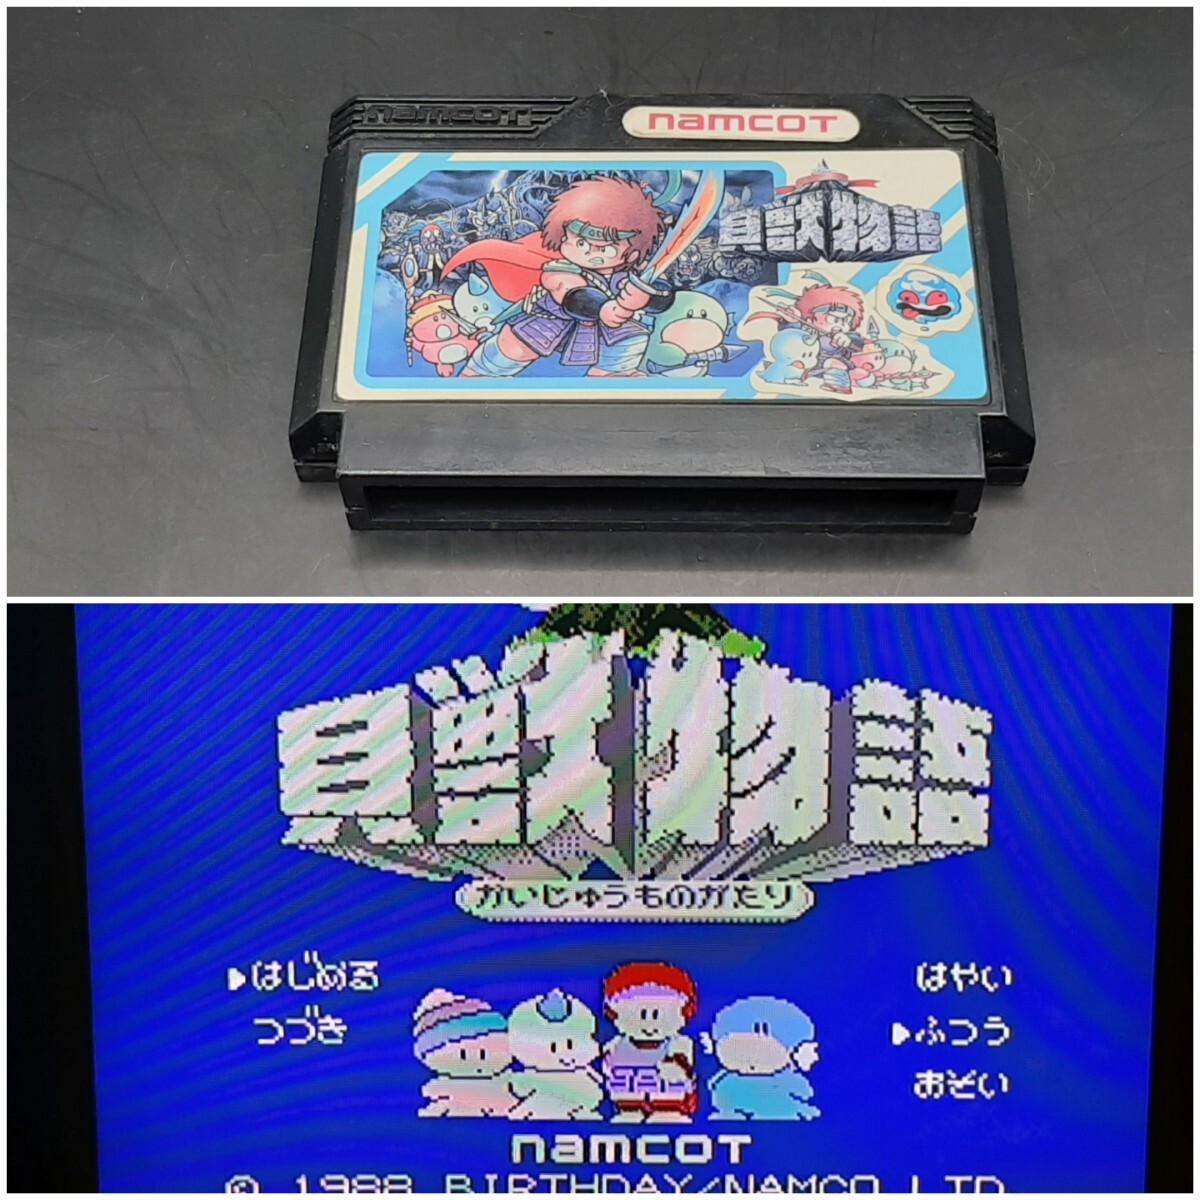 namcot
namcot
貝獣物語
貝獣物語
かいじゅうものがたり
▶はじめる
つづき
はやい
▶ふつう
おそい
namcot
© 1988 BIRTHDAY/NAMCO LTD